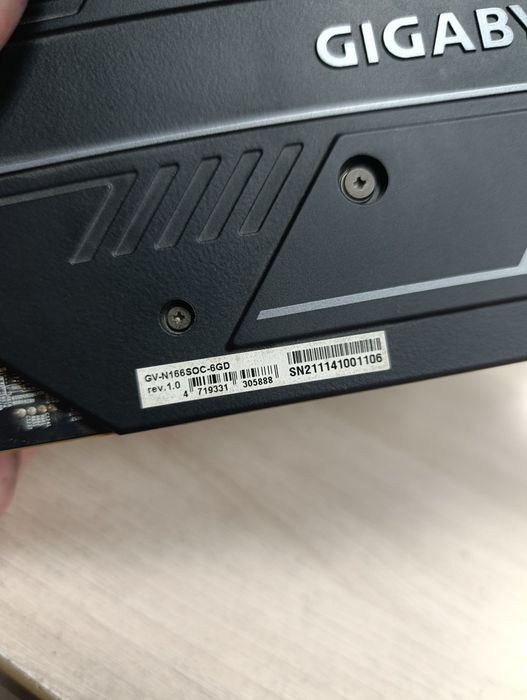 GIGABY
GV-N166SOC-6GD
rev.1.0
4 719331 305888
SN211141001106